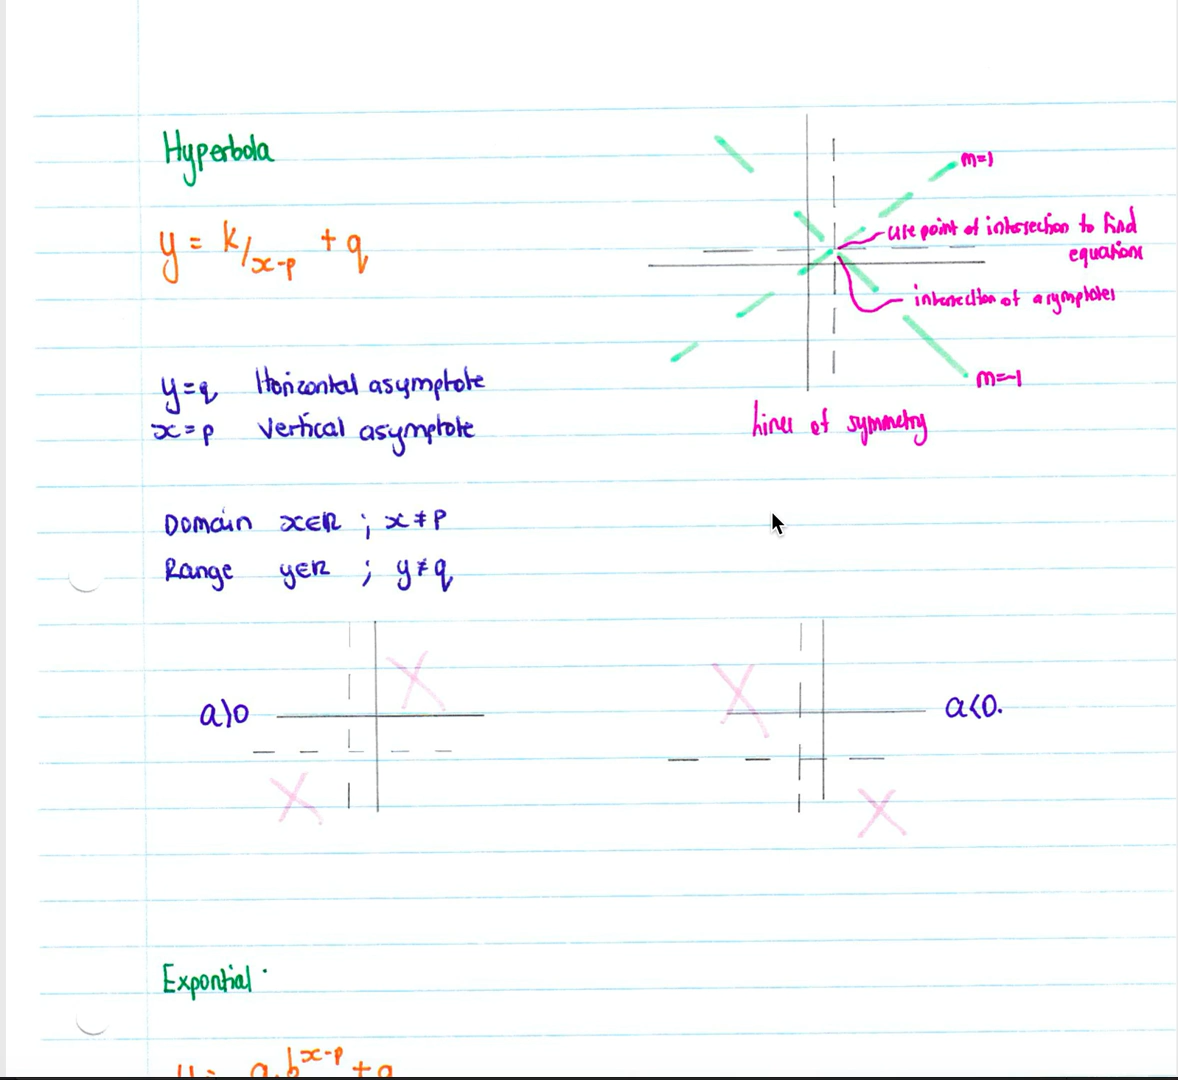 Hyperbola
y = k/x-p + q
m=1
use point of intersection to find
equations
intersection of asymptotes
m=-1
Lines of symmetry
y=q Horizontal asymptote
x=p Vertical asymptote
Domain x∈R ; x≠p
Range y∈R ; y≠q
a>0
a<0.
Expontial
y = a.b^x-p + q